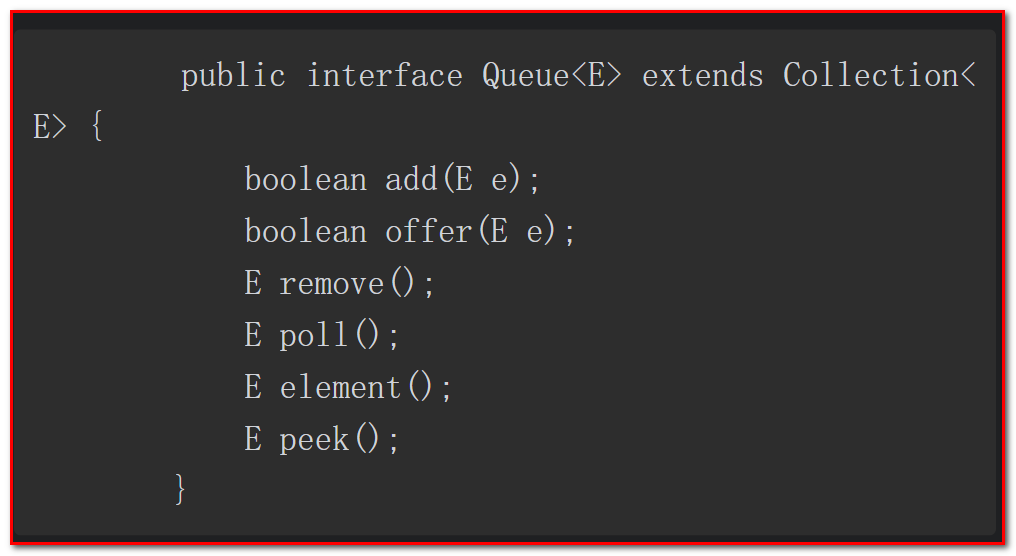 public interface Queue<E> extends Collection<
E> {
boolean add(E e);
boolean offer(E e);
E remove();
E poll();
E element();
E peek();
}